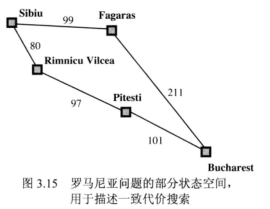 Sibiu
99
Fagaras
80
Rimnicu Vilcea
97
Pitesti
211
101
Bucharest
图 3.15 罗马尼亚问题的部分状态空间，
用于描述一致代价搜索